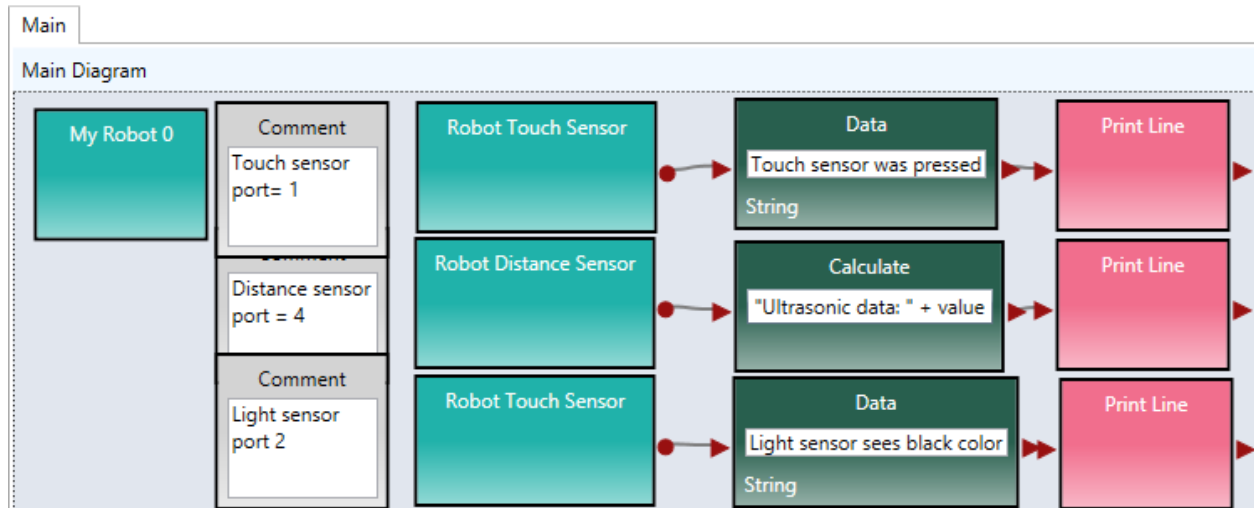 Main
Main Diagram
My Robot 0
Comment
Touch sensor
port= 1
Robot Touch Sensor
Data
Touch sensor was pressed
String
Print Line
Comment
Distance sensor
port = 4
Robot Distance Sensor
Calculate
"Ultrasonic data: " + value
Print Line
Comment
Light sensor
port 2
Robot Touch Sensor
Data
Light sensor sees black color
String
Print Line